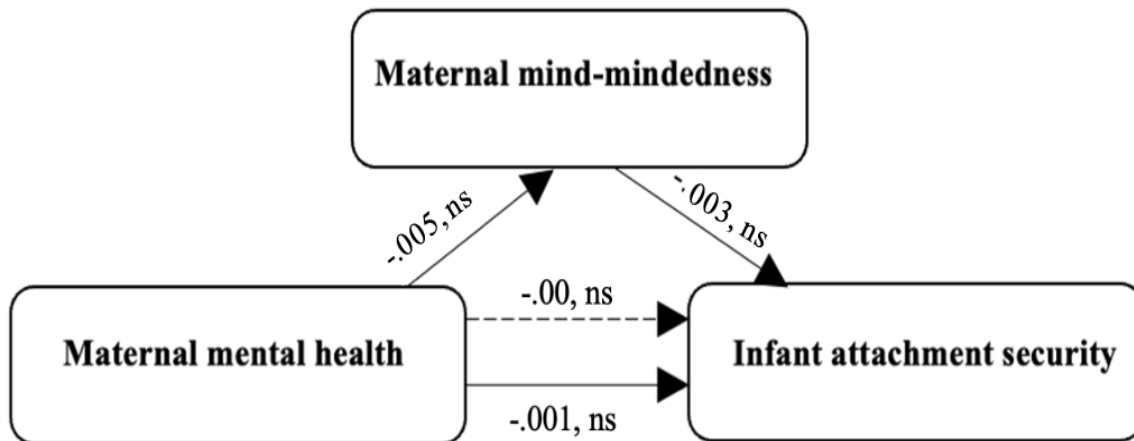 Maternal mind-mindedness
-.005, ns
-.003, ns
-.00, ns
Maternal mental health
Infant attachment security
-.001, ns